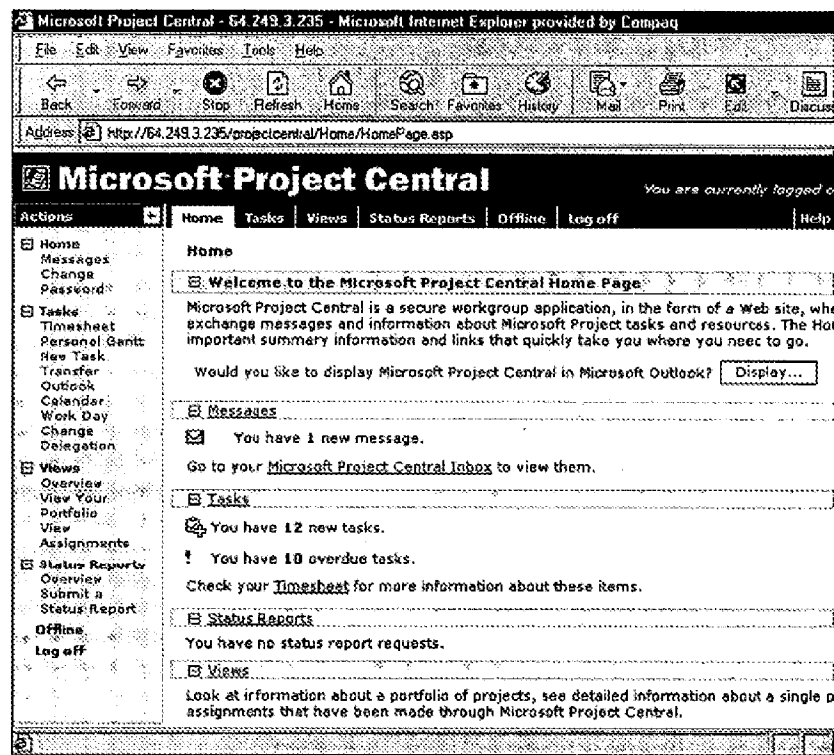 Microsoft Project Central - 64.249.3.235 - Microsoft Internet Explorer provided by Compaq
File Edit View Favorites Tools Help
Back Forward Stop Refresh Home Search Favorites History Mail Print Edit Discuss
Address http://64.249.3.235/projectcentral/Home/HomePage.asp
Microsoft Project Central
You are currently logged o
Actions
Home Tasks Views Status Reports Offline Log off Help
Home
Messages
Change
Password
Tasks
Timesheet
Personal Gantt
New Task
Transfer
Outlook
Calendar
Work Day
Change
Delegation
Views
Overview
View Your
Portfolio
View
Assignments
Status Reports
Overview
Submit a
Status Report
Offline
Log off
Home
Welcome to the Microsoft Project Central Home Page
Microsoft Project Central is a secure workgroup application, in the form of a Web site, whe
exchange messages and information about Microsoft Project tasks and resources. The Ho
important summary information and links that quickly take you where you need to go.
Would you like to display Microsoft Project Central in Microsoft Outlook? Display...
Messages
You have 1 new message.
Go to your Microsoft Project Central Inbox to view them.
Tasks
You have 12 new tasks.
! You have 10 overdue tasks.
Check your Timesheet for more information about these items.
Status Reports
You have no status report requests.
Views
Look at information about a portfolio of projects, see detailed information about a single p
assignments that have been made through Microsoft Project Central.